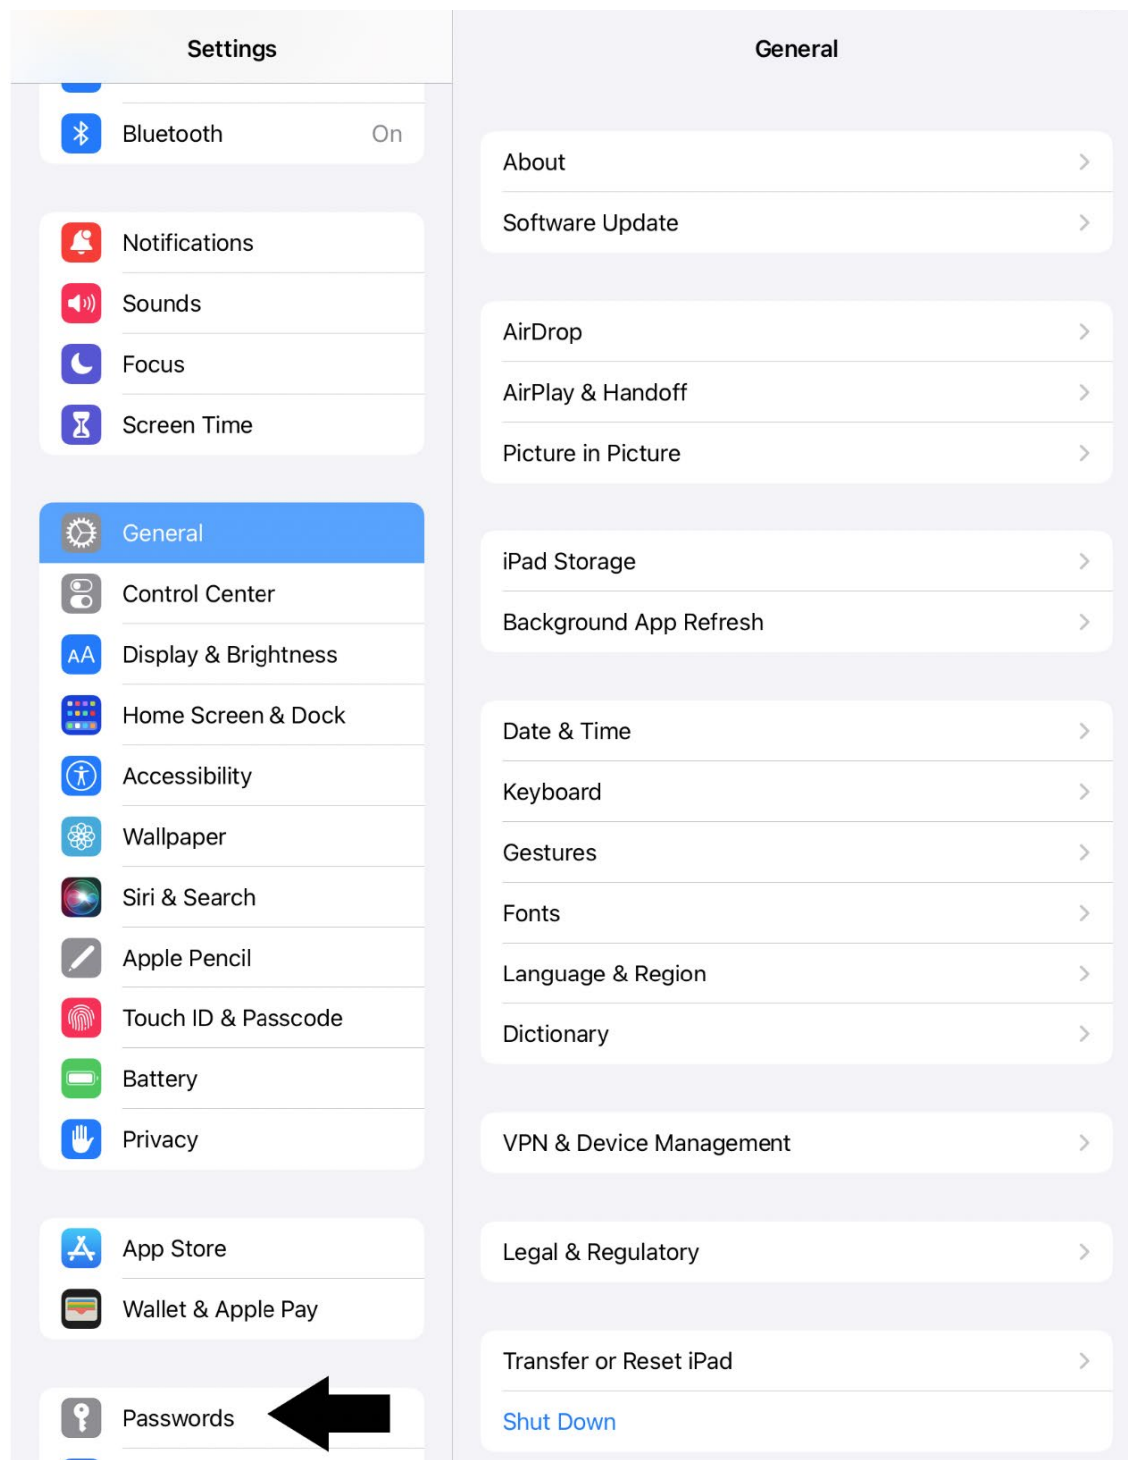 Settings
Bluetooth On
Notifications
Sounds
Focus
Screen Time
General
Control Center
AA Display & Brightness
Home Screen & Dock
Accessibility
Wallpaper
Siri & Search
Apple Pencil
Touch ID & Passcode
Battery
Privacy
App Store
Wallet & Apple Pay
Passwords
General
About
Software Update
AirDrop
AirPlay & Handoff
Picture in Picture
iPad Storage
Background App Refresh
Date & Time
Keyboard
Gestures
Fonts
Language & Region
Dictionary
VPN & Device Management
Legal & Regulatory
Transfer or Reset iPad
Shut Down